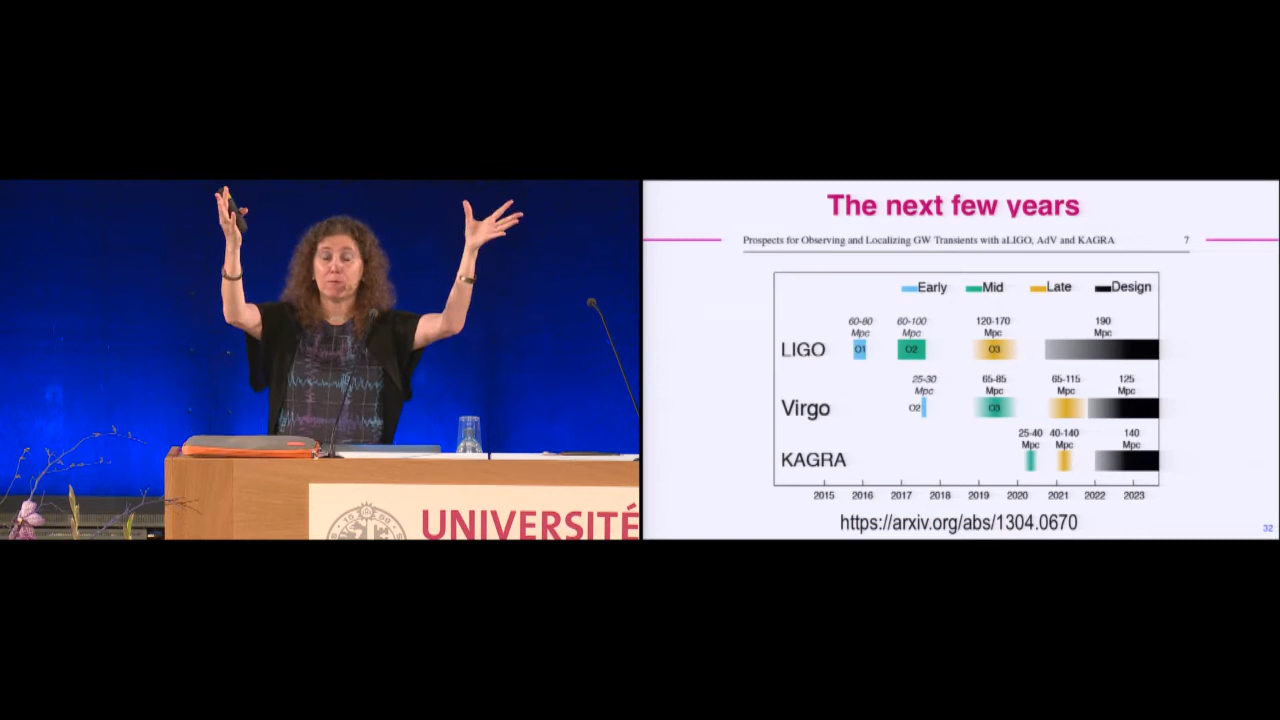 UNIVERSITÉ
The next few years
Prospects for Observing and Localizing GW Transients with aLIGO, AdV and KAGRA 7
Early Mid Late Design
60-80 Mpc 60-100 Mpc 120-170 Mpc 190 Mpc
LIGO O1 O2 O3
25-30 Mpc 65-85 Mpc 65-115 Mpc 125 Mpc
Virgo O2 O3
25-40 Mpc 40-140 Mpc 140 Mpc
KAGRA
2015 2016 2017 2018 2019 2020 2021 2022 2023
https://arxiv.org/abs/1304.0670
32